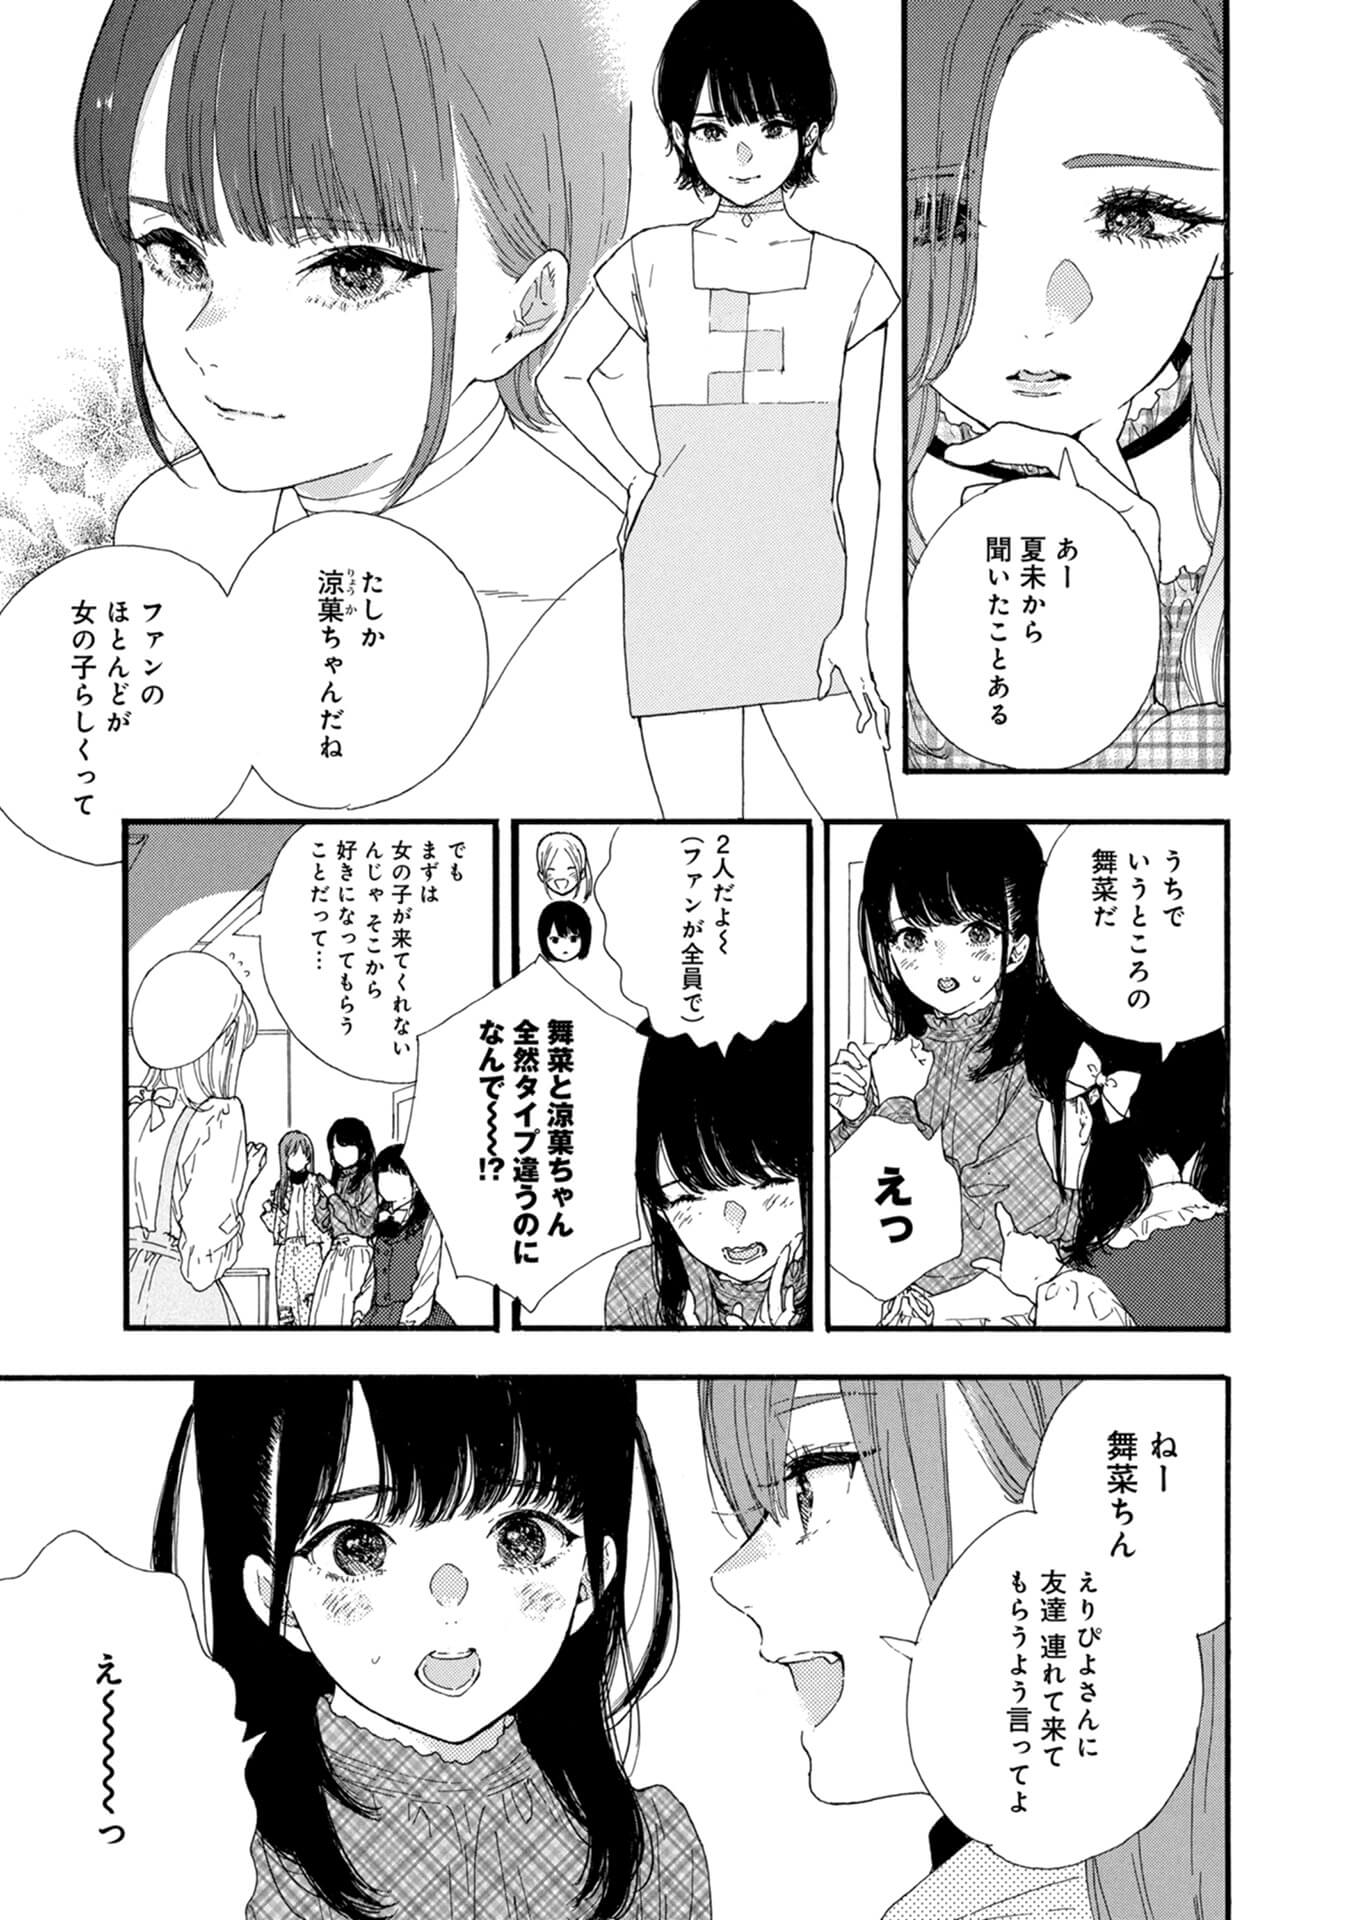 あー
夏未から
聞いたことある
たしか
涼菓ちゃんだね
りょうか
ファンの
ほとんどが
女の子らしくって
うちで
いうところの
舞菜だ
えっ
2人だよ〜
(ファンが全員で)
舞菜と涼菓ちゃん
全然タイプ違うのに
なんで〜〜〜!?
でも
まずは
女の子が来てくれない
んじゃ そこから
好きになってもらう
ことだって…
ねー
舞菜ちん
えりぴよさんに
友達 連れて来て
もらうよう言ってよ
え〜〜〜〜っ